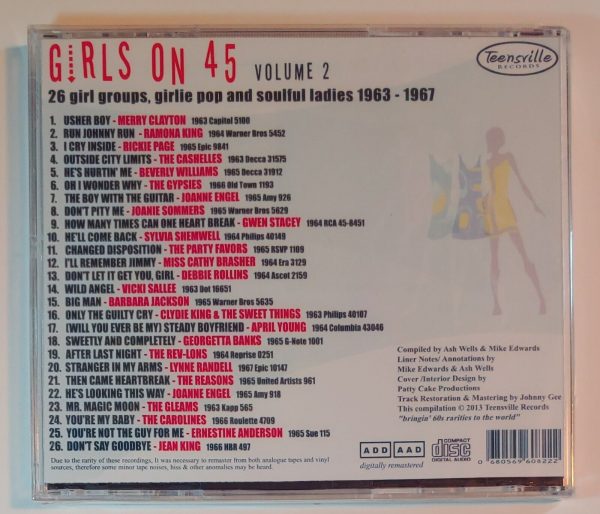 GIRLS ON 45 VOLUME 2
Teensville
RECORDS
26 girl groups, girlie pop and soulful ladies 1963 - 1967
1. USHER BOY - MERRY CLAYTON 1963 Capitol 5100
2. RUN JOHNNY RUN - RAMONA KING 1964 Warner Bros 5452
3. I CRY INSIDE - RICKIE PAGE 1965 Epic 9841
4. OUTSIDE CITY LIMITS - THE CASHELLES 1963 Decca 31575
5. HE'S HURTIN' ME - BEVERLY WILLIAMS 1965 Decca 31912
6. OH I WONDER WHY - THE GYPSIES 1966 Old Town 1193
7. THE BOY WITH THE GUITAR - JOANNE ENGEL 1965 Amy 926
8. DON'T PITY ME - JOANIE SOMMERS 1965 Warner Bros 5629
9. HOW MANY TIMES CAN ONE HEART BREAK - GWEN STACEY 1964 RCA 45-8451
10. HE'LL COME BACK - SYLVIA SHEMWELL 1964 Philips 40149
11. CHANGED DISPOSITION - THE PARTY FAVORS 1965 RSVP 1109
12. I'LL REMEMBER JIMMY - MISS CATHY BRASHER 1964 Era 3129
13. DON'T LET IT GET YOU, GIRL - DEBBIE ROLLINS 1964 Ascot 2159
14. WILD ANGEL - VICKI SALLEE 1963 Dot 16651
15. BIG MAN - BARBARA JACKSON 1965 Warner Bros 5635
16. ONLY THE GUILTY CRY - CLYDIE KING & THE SWEET THINGS 1963 Philips 40107
17. (WILL YOU EVER BE MY) STEADY BOYFRIEND - APRIL YOUNG 1964 Columbia 43046
18. SWEETLY AND COMPLETELY - GEORGETTA BANKS 1965 G-Note 1001
19. AFTER LAST NIGHT - THE REV-LONS 1964 Reprise 0251
20. STRANGER IN MY ARMS - LYNNE RANDELL 1967 Epic 10147
21. THEN CAME HEARTBREAK - THE REASONS 1965 United Artists 961
22. HE'S LOOKING THIS WAY - JOANNE ENGEL 1965 Amy 918
23. MR. MAGIC MOON - THE GLEAMS 1963 Kapp 565
24. YOU'RE MY BABY - THE CAROLINES 1966 Roulette 4709
25. YOU'RE NOT THE GUY FOR ME - ERNESTINE ANDERSON 1965 Sue 115
26. DON'T SAY GOODBYE - JEAN KING 1966 HBR 497
Due to the rarity of these recordings, It was necessary to remaster from both analogue tapes and vinyl
sources, therefore some minor tape noises, hiss & other anomalies may be heard.
Compiled by Ash Wells & Mike Edwards
Liner Notes/ Annotations by
Mike Edwards & Ash Wells
Cover /Interior Design by
Patty Cake Productions
Track Restoration & Mastering by Johnny Gee
This compilation © 2013 Teensville Records
"bringin' 60s rarities to the world"
ADD AAD
digitally remastered
COMPACT
disc
DIGITAL AUDIO
0 680569 604222